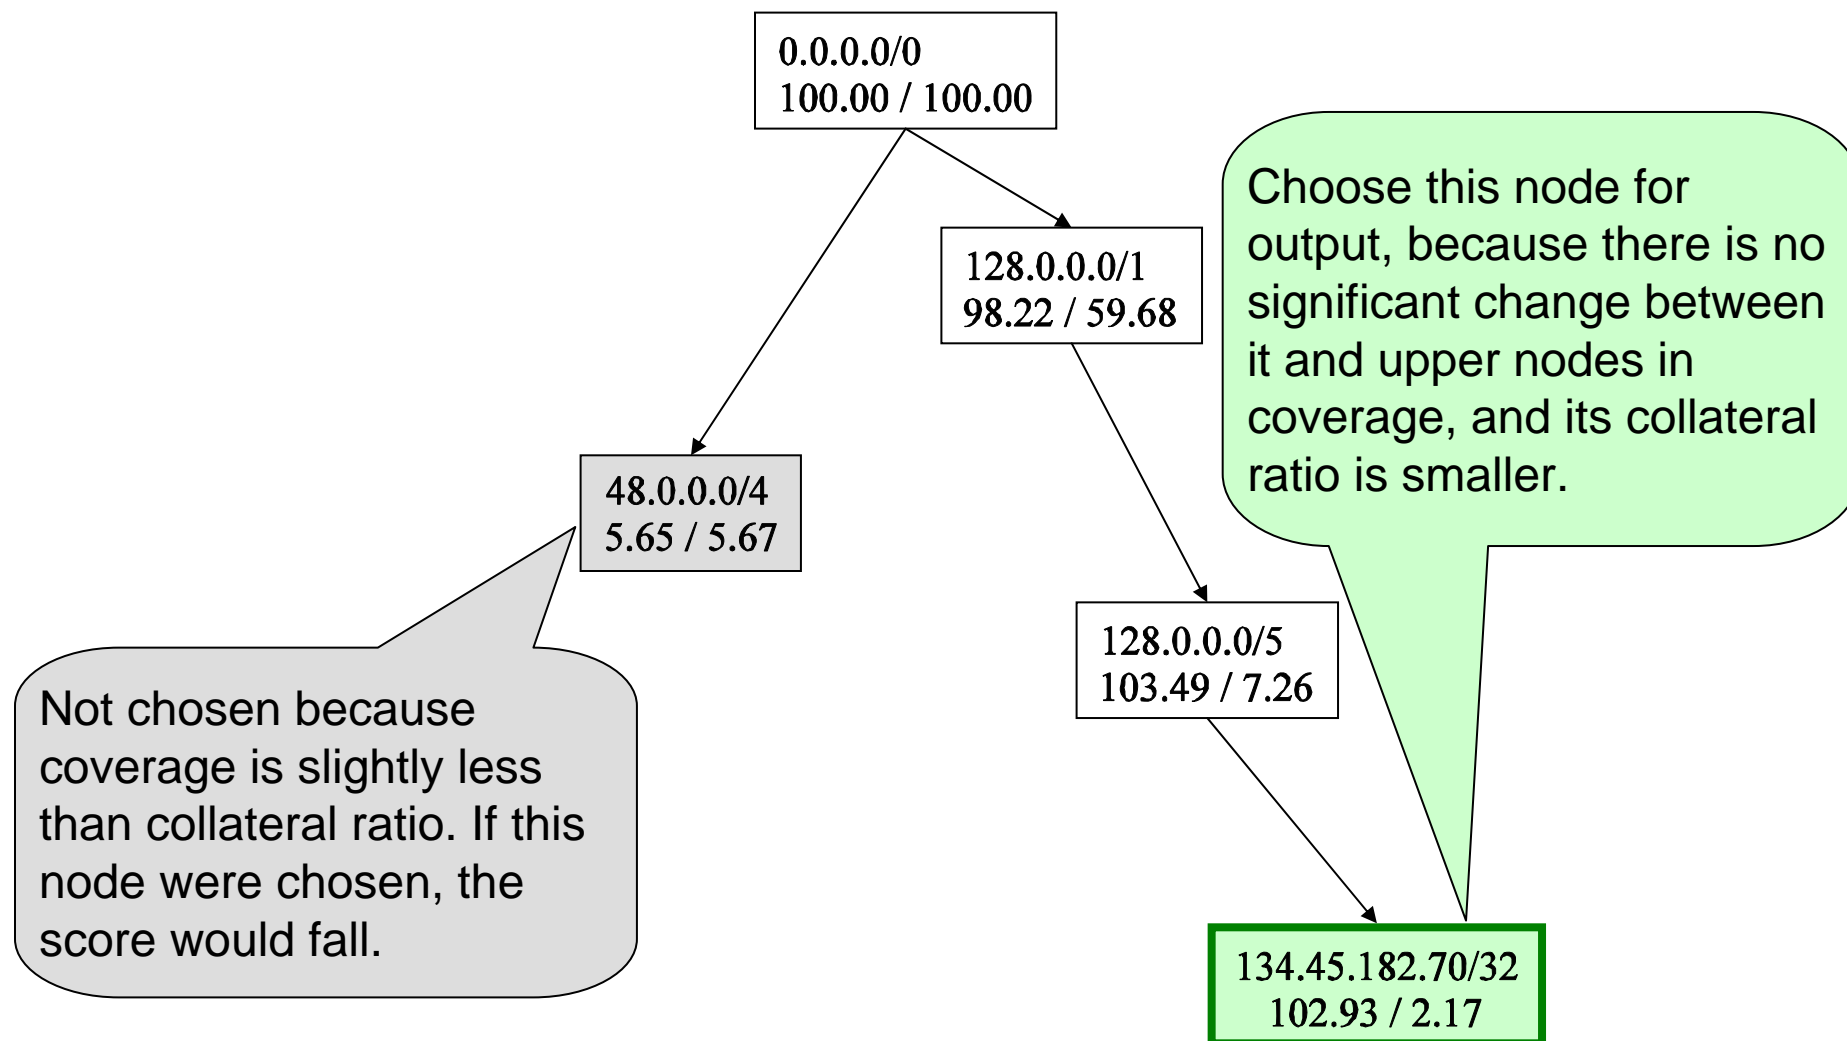 0.0.0.0/0
100.00 / 100.00
128.0.0.0/1
98.22 / 59.68
Choose this node for
output, because there is no
significant change between
it and upper nodes in
coverage, and its collateral
ratio is smaller.
48.0.0.0/4
5.65 / 5.67
128.0.0.0/5
103.49 / 7.26
Not chosen because
coverage is slightly less
than collateral ratio. If this
node were chosen, the
score would fall.
134.45.182.70/32
102.93 / 2.17